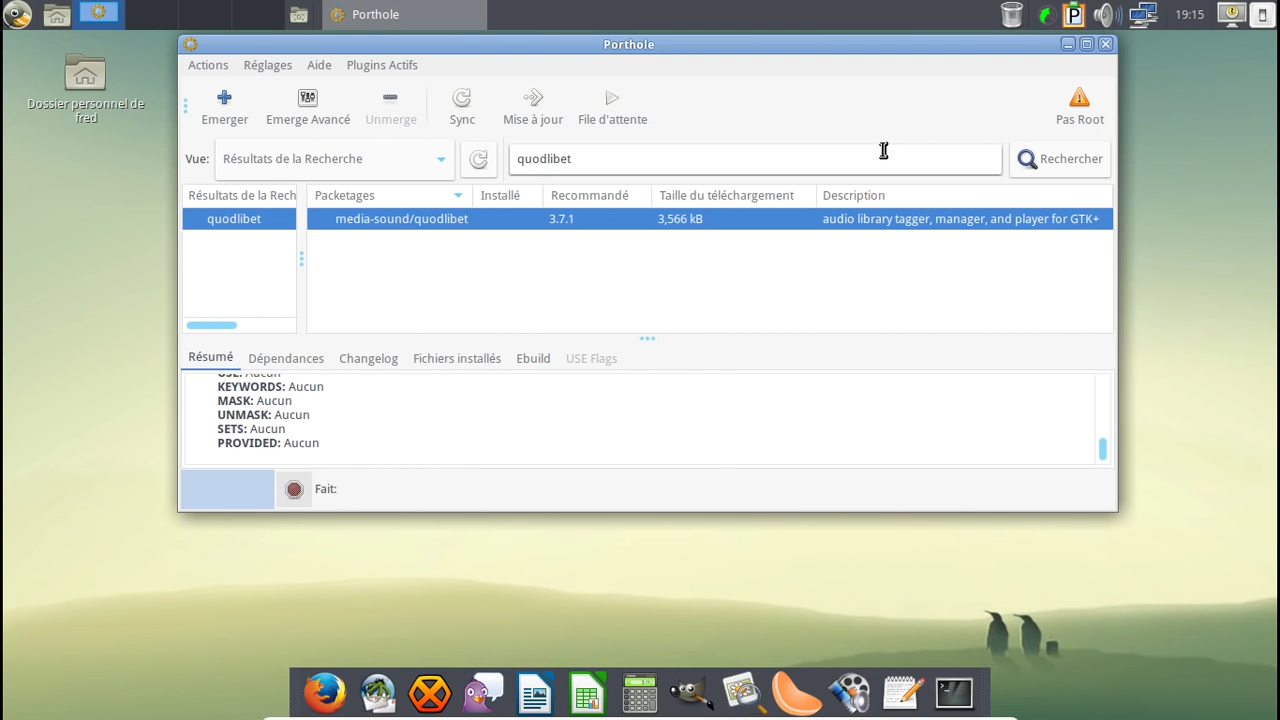 Porthole
19:15
Dossier personnel de
fred
Porthole
Actions Réglages Aide Plugins Actifs
Emerger Emerge Avancé Unmerge Sync Mise à jour File d'attente Pas Root
Vue: Résultats de la Recherche quodlibet Rechercher
Résultats de la Rech Packetages Installé Recommandé Taille du téléchargement Description
quodlibet media-sound/quodlibet 3.7.1 3,566 kB audio library tagger, manager, and player for GTK+
Résumé Dépendances Changelog Fichiers installés Ebuild USE Flags
USE: Aucun
KEYWORDS: Aucun
MASK: Aucun
UNMASK: Aucun
SETS: Aucun
PROVIDED: Aucun
Fait: